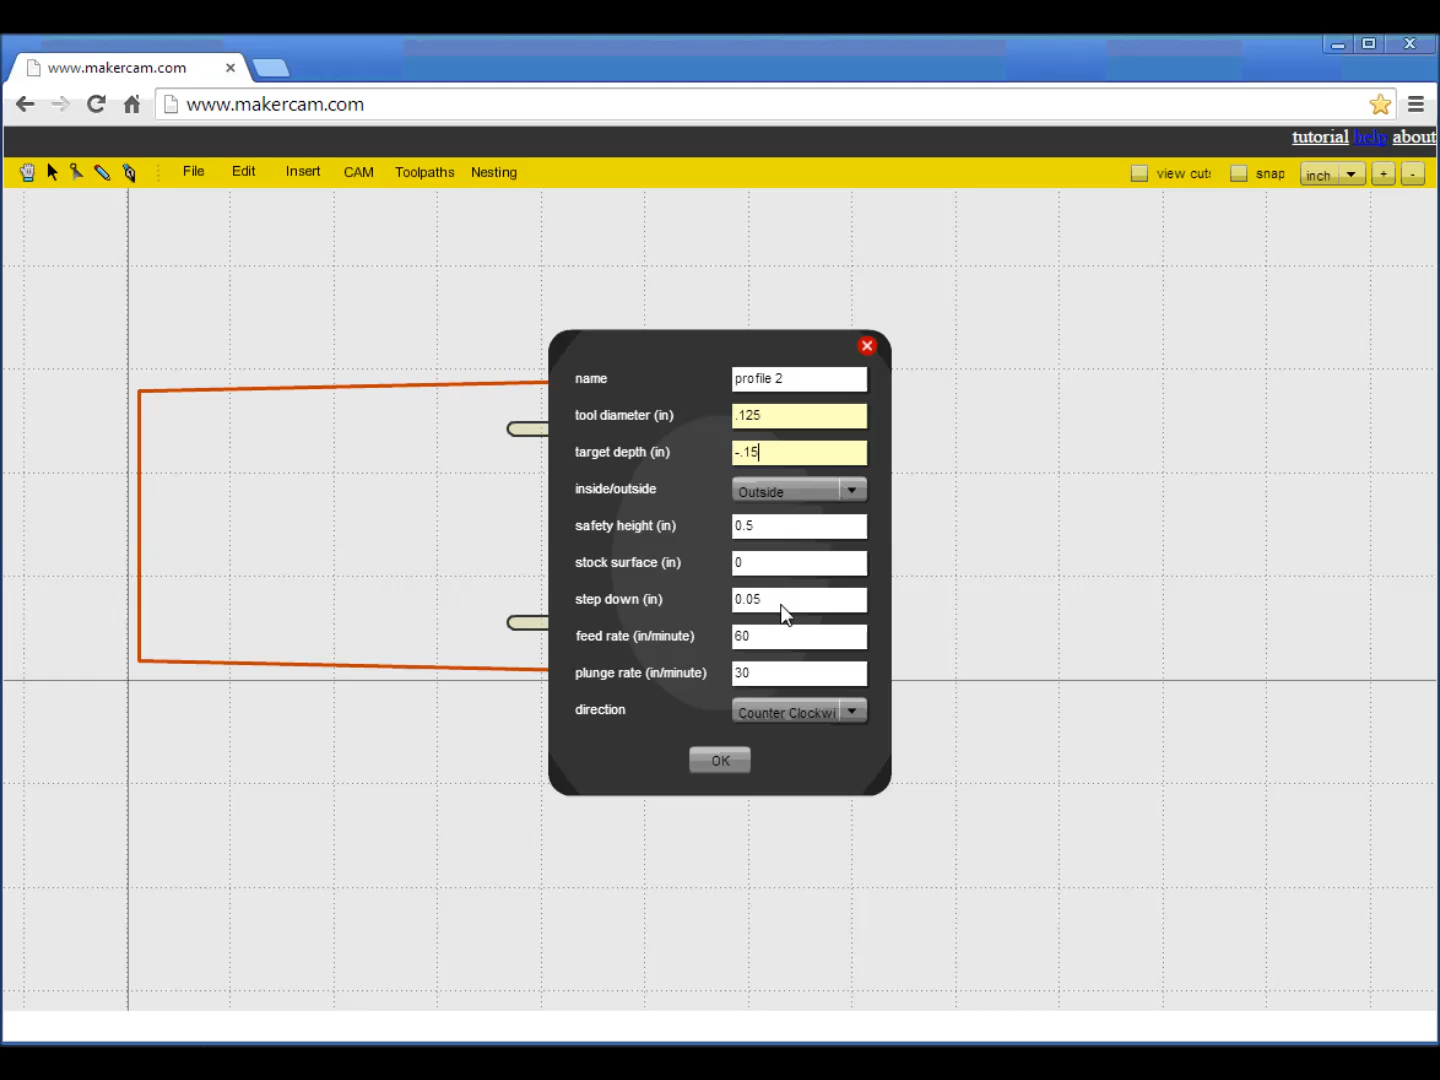 www.makercam.com
www.makercam.com
tutorial help about
File Edit Insert CAM Toolpaths Nesting view cuts snap inch + -
name profile 2
tool diameter (in) .125
target depth (in) -.15
inside/outside Outside
safety height (in) 0.5
stock surface (in) 0
step down (in) 0.05
feed rate (in/minute) 60
plunge rate (in/minute) 30
direction Counter Clockwi
OK